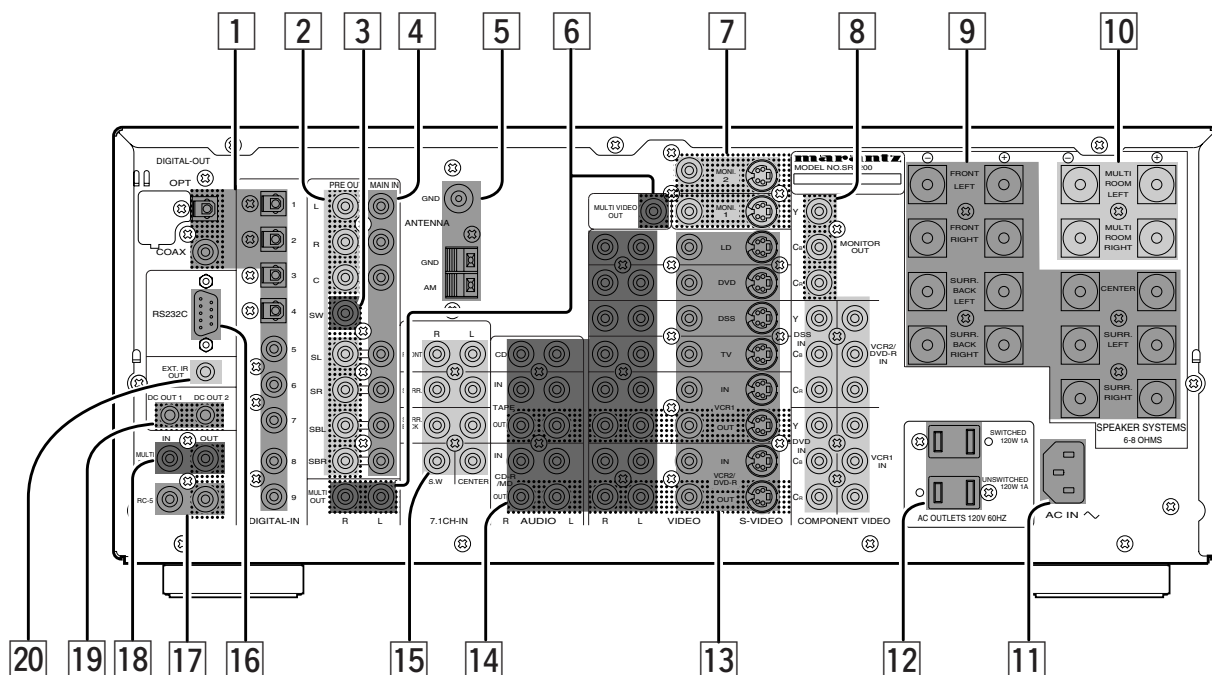 1 2 3 4 5 6 7 8 9 10
DIGITAL-OUT
OPT
COAX
RS232C
EXT. IR
OUT
DC OUT 1 DC OUT 2
IN OUT
MULTI
RC-5
1
2
3
4
5
6
7
8
9
DIGITAL-IN
PRE OUT MAIN IN
L
R
C
SW
SL
SR
SBL
SBR
MULTI
OUT
R L
GND
ANTENNA
GND
AM
R L
S.W CENTER
7.1CH-IN
CD
IN
TAPE
OUT
IN
CD-R
/MD
OUT
R AUDIO L
MULTI VIDEO
OUT
MONI.
2
MONI.
1
LD
DVD
DSS
TV
IN
VCR1
OUT
IN
VCR2/
DVD-R
OUT
R L VIDEO S-VIDEO
marantz
Y
CB
MONITOR
OUT
Y
DSS
IN
CB
VCR2/
DVD-R
IN
CR
Y
DVD
IN
CB
VCR1
IN
CR
COMPONENT VIDEO
− +
FRONT
LEFT
FRONT
RIGHT
SURR.
BACK
LEFT
SURR.
BACK
RIGHT
− +
MULTI
ROOM
LEFT
MULTI
ROOM
RIGHT
CENTER
SURR.
LEFT
SURR.
RIGHT
SPEAKER SYSTEMS
6-8 OHMS
SWITCHED
120W 1A
UNSWITCHED
120W 1A
AC OUTLETS 120V 60HZ
AC IN ∼
20 19 18 17 16 15 14 13 12 11